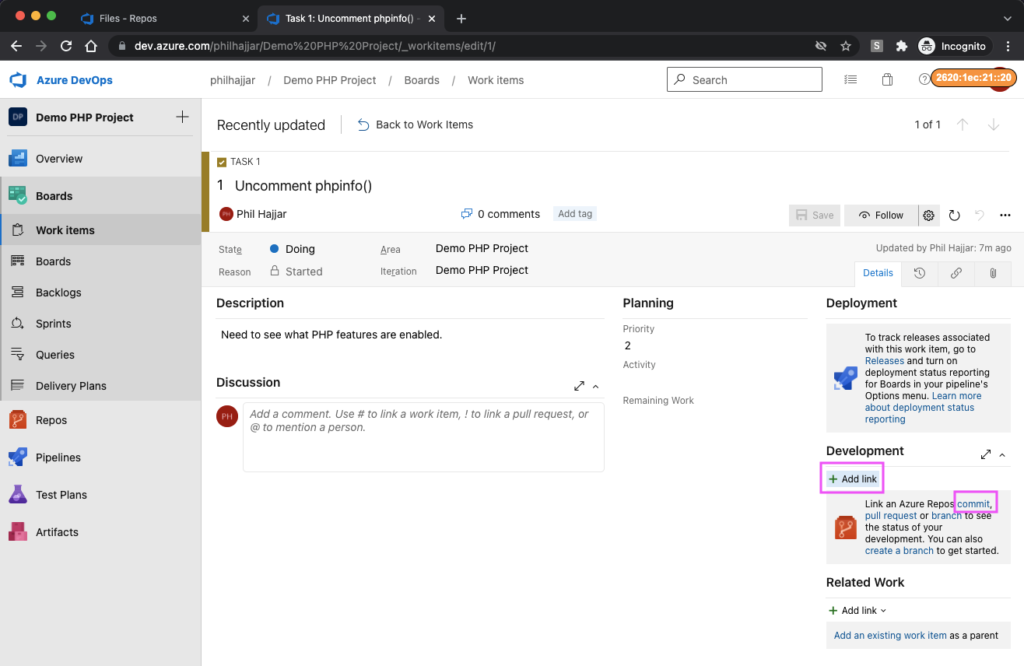 Files - Repos
Task 1: Uncomment phpinfo() -
dev.azure.com/philhajjar/Demo%20PHP%20Project/_workitems/edit/1/
S
Incognito
Azure DevOps
philhajjar / Demo PHP Project / Boards / Work items
Search
2620:1ec:21::20
DP
Demo PHP Project
Overview
Boards
Work items
Boards
Backlogs
Sprints
Queries
Delivery Plans
Repos
Pipelines
Test Plans
Artifacts
Recently updated
Back to Work Items
1 of 1
TASK 1
1 Uncomment phpinfo()
PH
Phil Hajjar
0 comments
Add tag
Save
Follow
State
Doing
Area
Demo PHP Project
Reason
Started
Iteration
Demo PHP Project
Updated by Phil Hajjar: 7m ago
Details
Description
Need to see what PHP features are enabled.
Discussion
PH
Add a comment. Use # to link a work item, ! to link a pull request, or
@ to mention a person.
Planning
Priority
2
Activity
Remaining Work
Deployment
To track releases associated
with this work item, go to
Releases and turn on
deployment status reporting
for Boards in your pipeline's
Options menu. Learn more
about deployment status
reporting
Development
Add link
Link an Azure Repos commit,
pull request or branch to see
the status of your
development. You can also
create a branch to get started.
Related Work
Add link
Add an existing work item as a parent